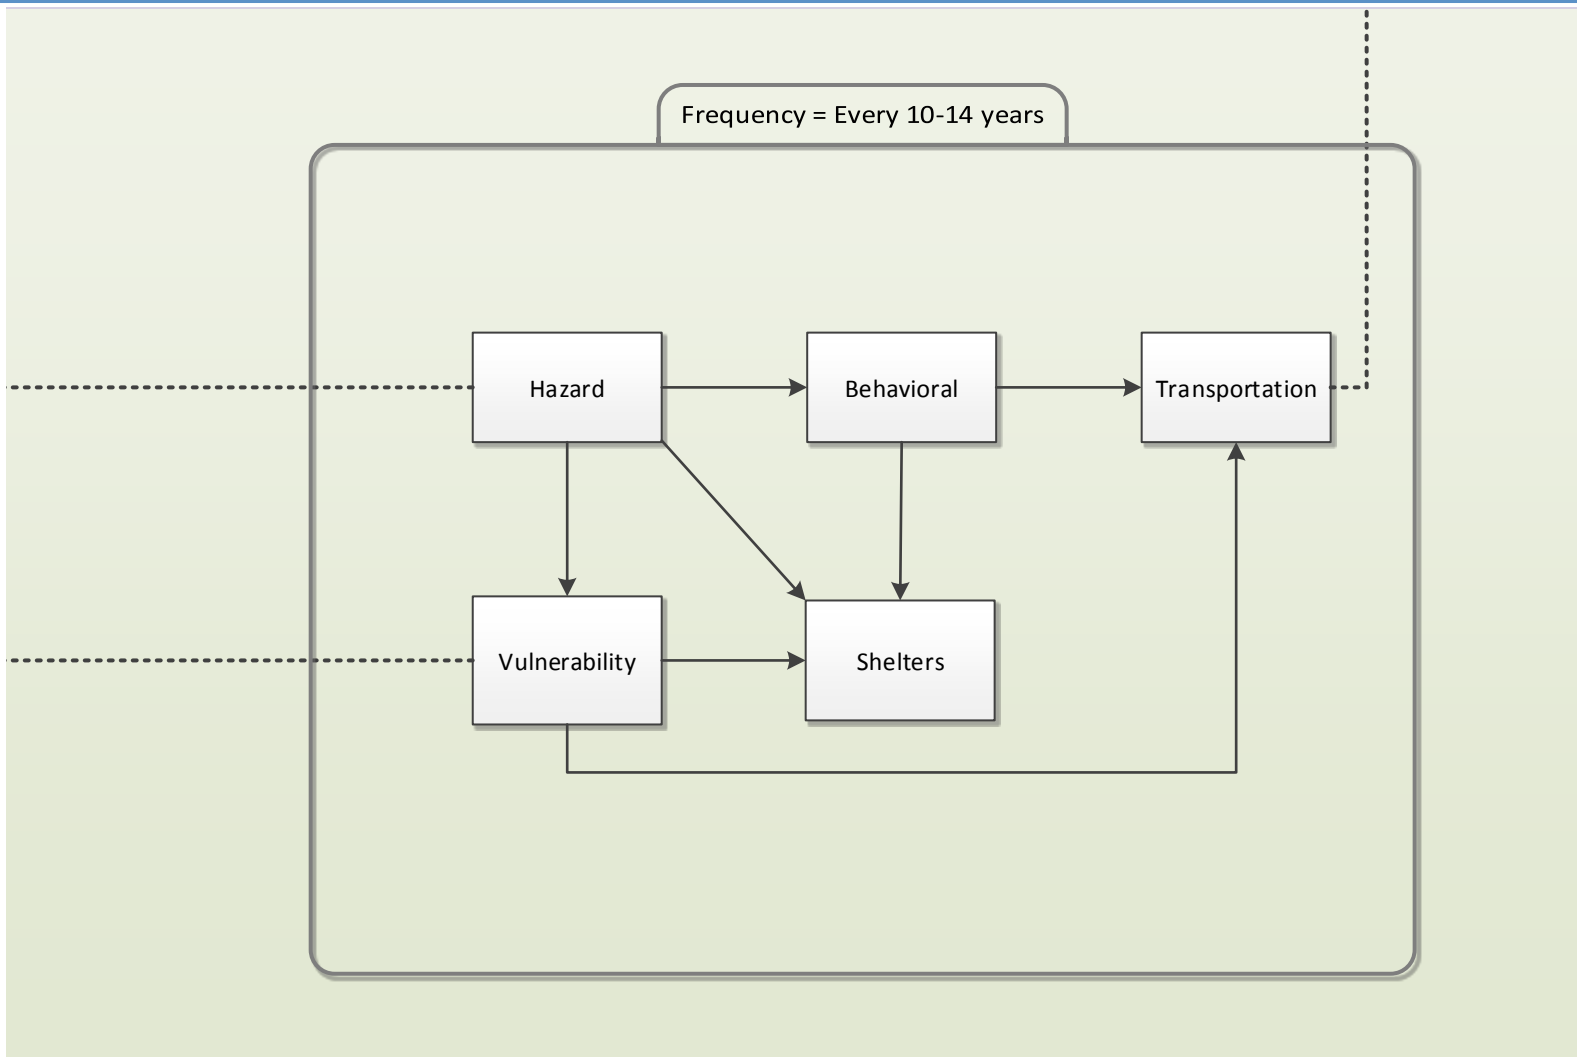 Frequency = Every 10-14 years
Hazard
Behavioral
Transportation
Vulnerability
Shelters